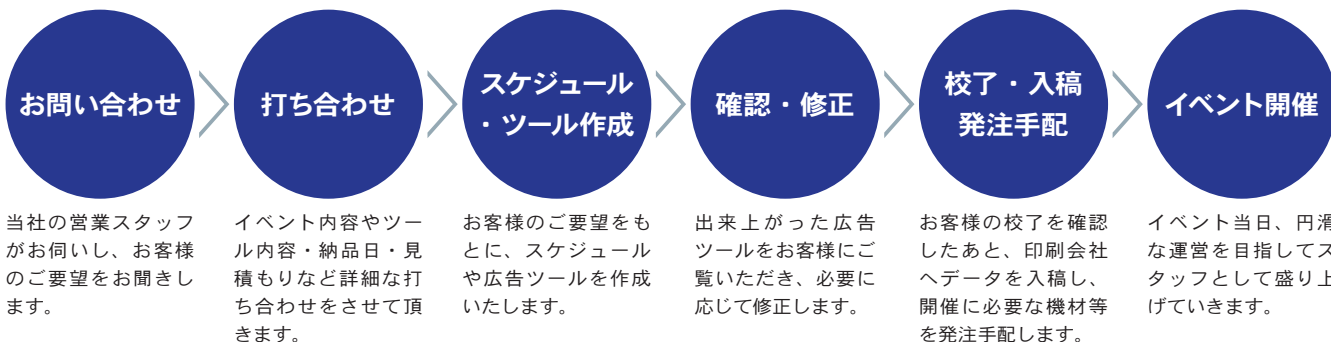 お問い合わせ
打ち合わせ
スケジュール
・ツール作成
確認・修正
校了・入稿
発注手配
イベント開催
当社の営業スタッフ
がお伺いし、お客様
のご要望をお聞きし
ます。
イベント内容やツー
ル内容・納品日・見
積もりなど詳細な打
ち合わせをさせて頂
きます。
お客様のご要望をも
とに、スケジュール
や広告ツールを作成
いたします。
出来上がった広告
ツールをお客様にご
覧いただき、必要に
応じて修正します。
お客様の校了を確認
したあと、印刷会社
へデータを入稿し、
開催に必要な機材等
を発注手配します。
イベント当日、円滑
な運営を目指してス
タッフとして盛り上
げていきます。